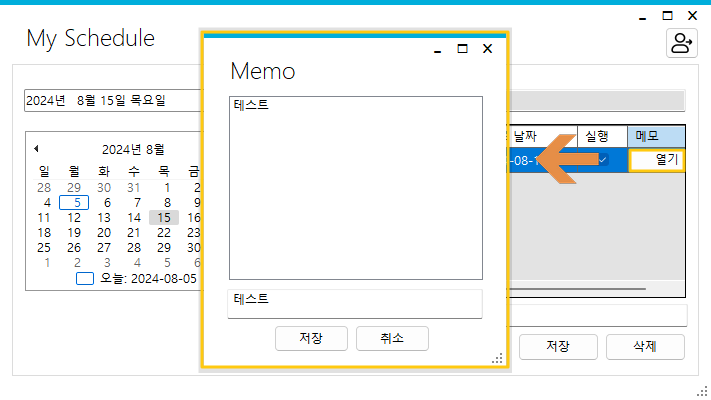 My Schedule
Memo
테스트
테스트
저장 취소
2024년 8월 15일 목요일
2024년 8월
일 월 화 수 목 금
28 29 30 31 1 2
4 5 6 7 8 9
11 12 13 14 15 16
18 19 20 21 22 23
25 26 27 28 29 30
1 2 3 4 5 6
오늘: 2024-08-05
날짜 실행 메모
-08-1 열기
저장 삭제